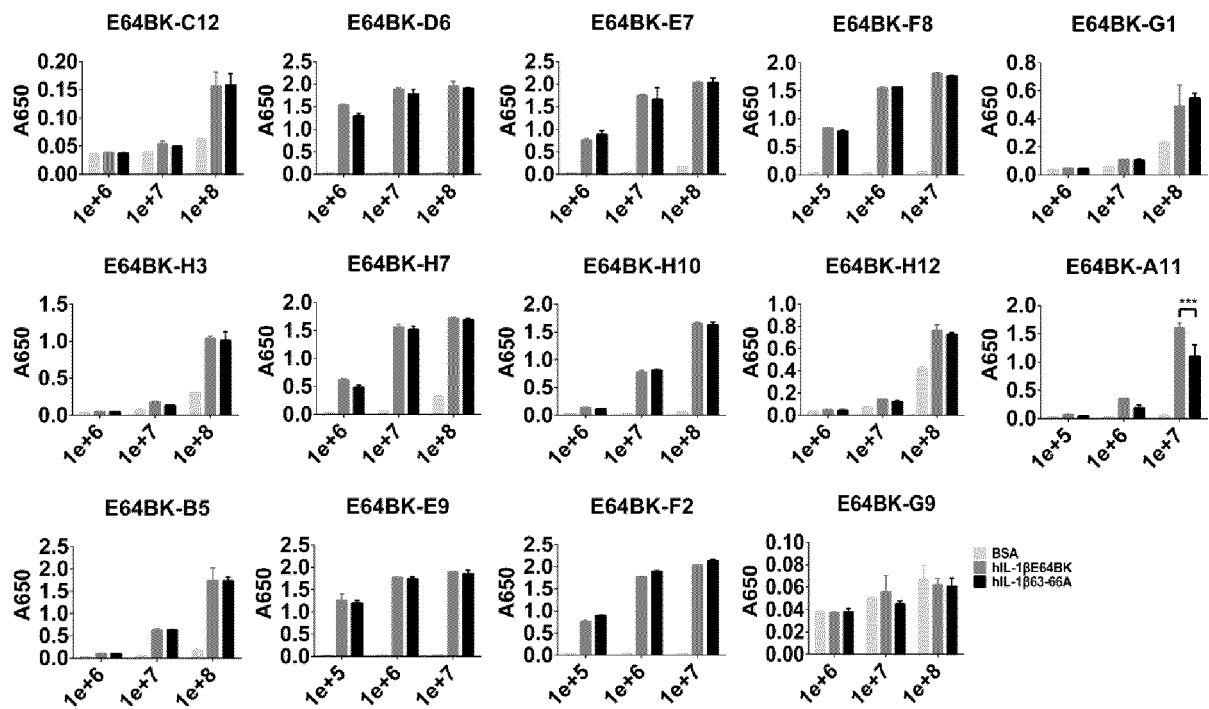 E64BK-C12
A650
0.20
0.15
0.10
0.05
0.00
1e+6
1e+7
1e+8
E64BK-D6
A650
2.5
2.0
1.5
1.0
0.5
0.0
1e+6
1e+7
1e+8
E64BK-E7
A650
2.5
2.0
1.5
1.0
0.5
0.0
1e+6
1e+7
1e+8
E64BK-F8
A650
2.0
1.5
1.0
0.5
0.0
1e+5
1e+6
1e+7
E64BK-G1
A650
0.8
0.6
0.4
0.2
0.0
1e+6
1e+7
1e+8
E64BK-H3
A650
1.5
1.0
0.5
0.0
1e+6
1e+7
1e+8
E64BK-H7
A650
2.0
1.5
1.0
0.5
0.0
1e+6
1e+7
1e+8
E64BK-H10
A650
2.0
1.5
1.0
0.5
0.0
1e+6
1e+7
1e+8
E64BK-H12
A650
1.0
0.8
0.6
0.4
0.2
0.0
1e+6
1e+7
1e+8
E64BK-A11
A650
2.0
1.5
1.0
0.5
0.0
***
1e+5
1e+6
1e+7
E64BK-B5
A650
2.5
2.0
1.5
1.0
0.5
0.0
1e+6
1e+7
1e+8
E64BK-E9
A650
2.5
2.0
1.5
1.0
0.5
0.0
1e+5
1e+6
1e+7
E64BK-F2
A650
2.5
2.0
1.5
1.0
0.5
0.0
1e+5
1e+6
1e+7
E64BK-G9
A650
0.10
0.08
0.06
0.04
0.02
0.00
1e+6
1e+7
1e+8
BSA
hIL-1βE64BK
hIL-1β63-66A